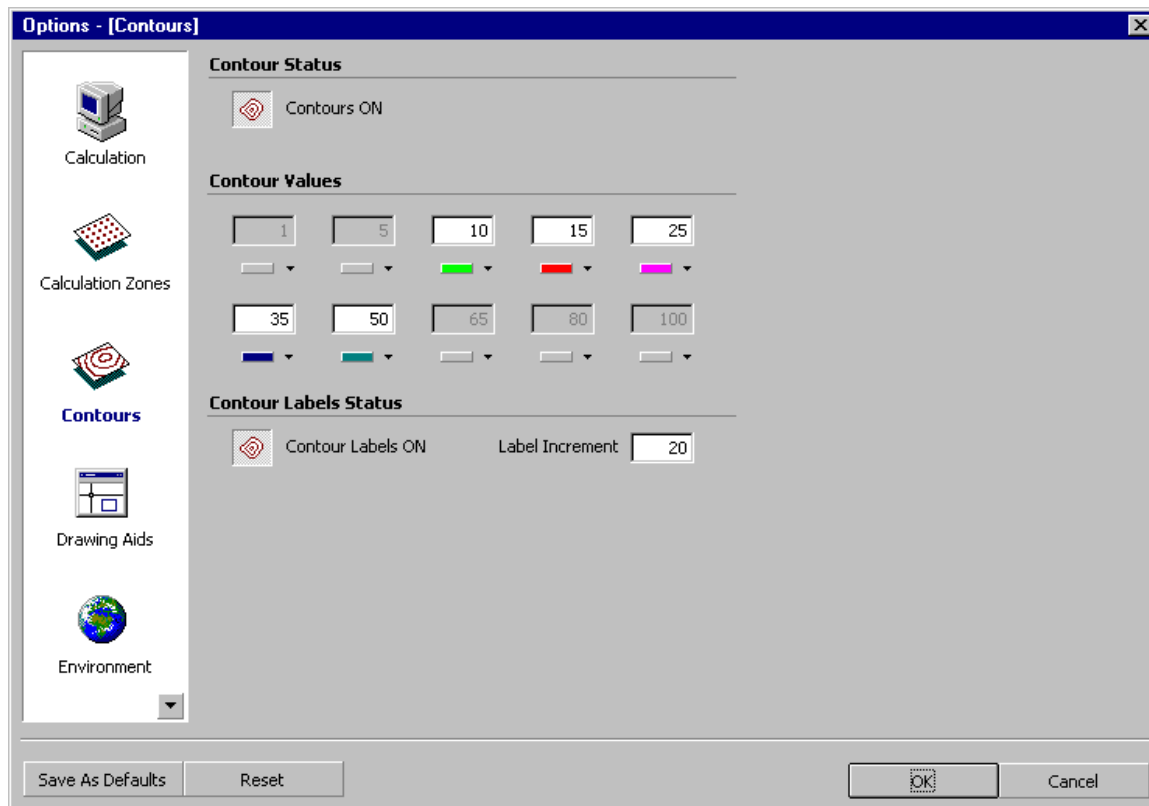 Options - [Contours]
Calculation
Calculation Zones
Contours
Drawing Aids
Environment
Contour Status
Contours ON
Contour Values
1 5 10 15 25
35 50 65 80 100
Contour Labels Status
Contour Labels ON Label Increment 20
Save As Defaults Reset OK Cancel